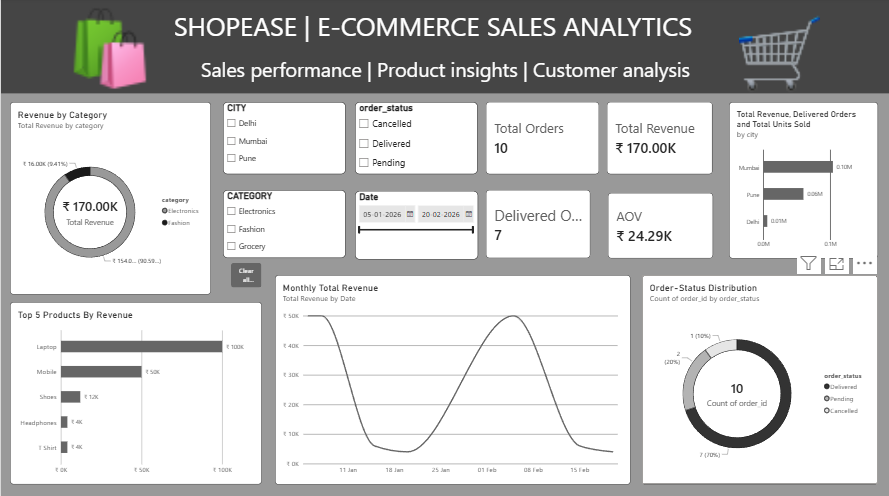 SHOPEASE | E-COMMERCE SALES ANALYTICS
Sales performance | Product insights | Customer analysis
Revenue by Category
Total Revenue by category
₹ 16.00K (9.41%)
₹ 170.00K
Total Revenue
₹ 154.0... (90.59...)
category
Electronics
Fashion
CITY
Delhi
Mumbai
Pune
order_status
Cancelled
Delivered
Pending
Total Orders
10
Total Revenue
₹ 170.00K
CATEGORY
Electronics
Fashion
Grocery
Date
05-01-2026
20-02-2026
Delivered O...
7
AOV
₹ 24.29K
Total Revenue, Delivered Orders
and Total Units Sold
by city
Mumbai
0.10M
Pune
0.06M
Delhi
0.01M
0.0M
0.1M
Clear
all...
Top 5 Products By Revenue
Laptop
₹ 100K
Mobile
₹ 50K
Shoes
₹ 12K
Headphones
₹ 4K
T Shirt
₹ 4K
₹ 0K
₹ 50K
₹ 100K
Monthly Total Revenue
Total Revenue by Date
₹ 50K
₹ 40K
₹ 30K
₹ 20K
₹ 10K
₹ 0K
11 Jan
18 Jan
25 Jan
01 Feb
08 Feb
15 Feb
Order-Status Distribution
Count of order_id by order_status
1 (10%)
2
(20%)
10
Count of order_id
7 (70%)
order_status
Delivered
Pending
Cancelled